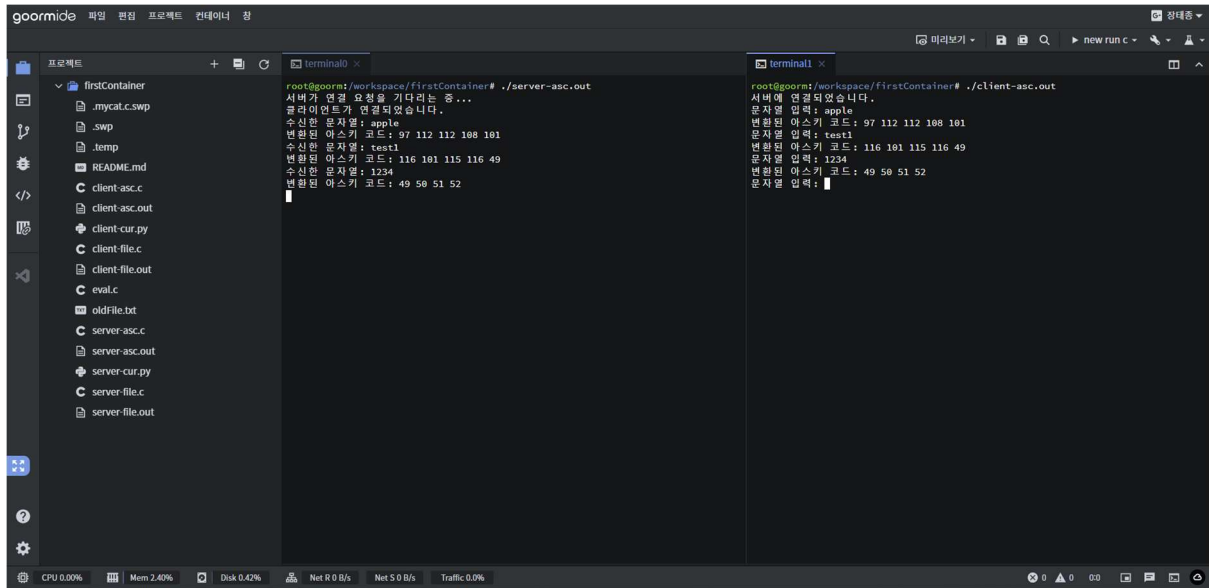 goormide 파일 편집 프로젝트 컨테이너 창 장태종
미리보기 new run c
프로젝트
firstContainer
.mycat.c.swp
.swp
.temp
README.md
client-asc.c
client-asc.out
client-cur.py
client-file.c
client-file.out
eval.c
oldFile.txt
server-asc.c
server-asc.out
server-cur.py
server-file.c
server-file.out
terminal0
root@goorm:/workspace/firstContainer# ./server-asc.out
서버가 연결 요청을 기다리는 중...
클라이언트가 연결되었습니다.
수신한 문자열: apple
변환된 아스키 코드: 97 112 112 108 101
수신한 문자열: test1
변환된 아스키 코드: 116 101 115 116 49
수신한 문자열: 1234
변환된 아스키 코드: 49 50 51 52
terminal1
root@goorm:/workspace/firstContainer# ./client-asc.out
서버에 연결되었습니다.
문자열 입력: apple
변환된 아스키 코드: 97 112 112 108 101
문자열 입력: test1
변환된 아스키 코드: 116 101 115 116 49
문자열 입력: 1234
변환된 아스키 코드: 49 50 51 52
문자열 입력:
CPU 0.00% Mem 2.40% Disk 0.42% Net R 0 B/s Net S 0 B/s Traffic 0.0% 0 0 0:0